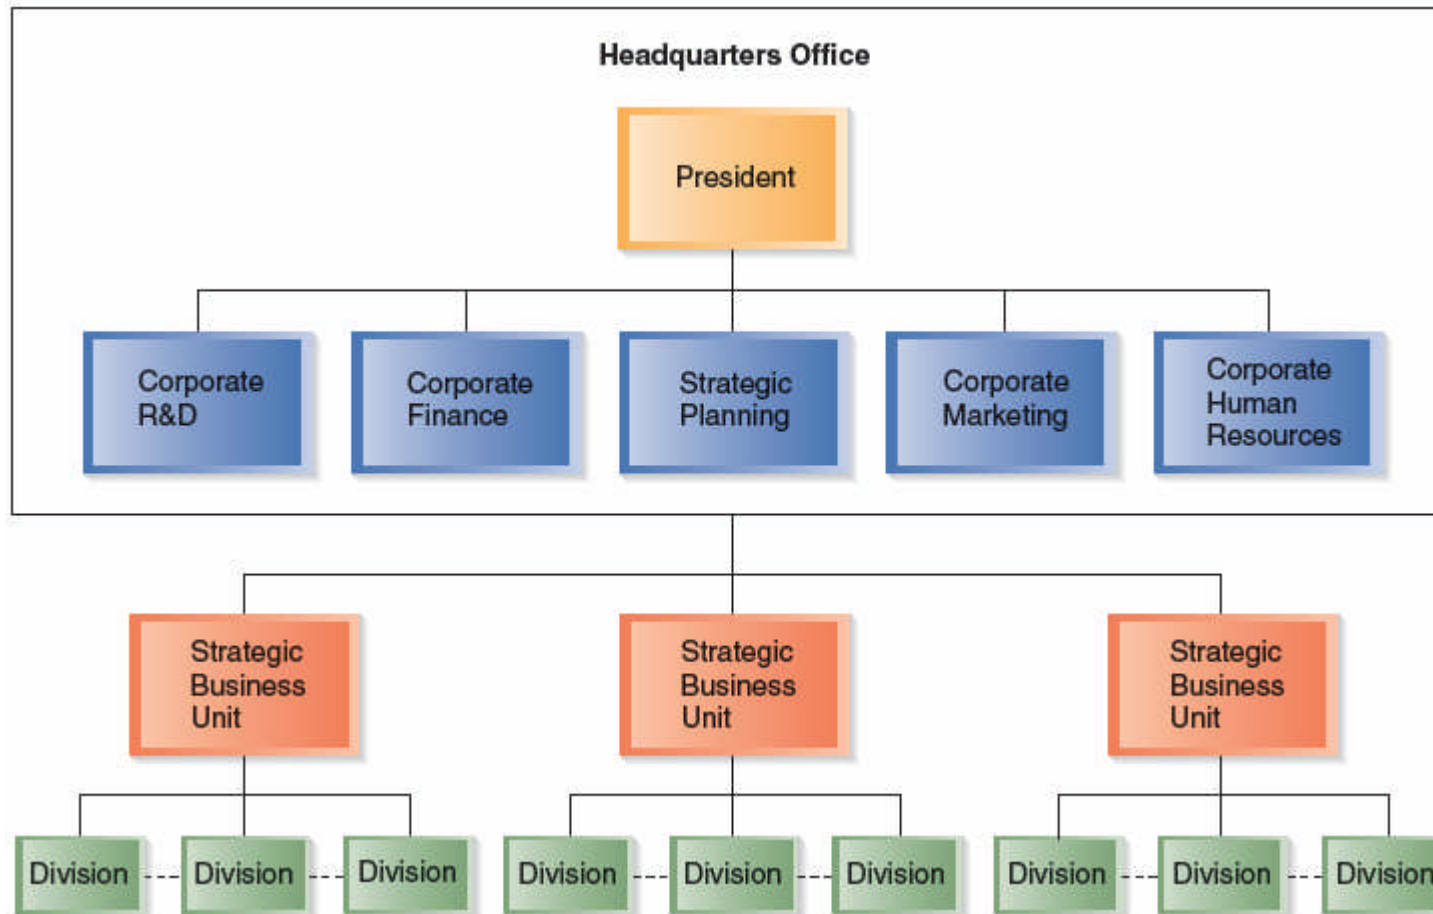 Headquarters Office
President
Corporate
R&D
Corporate
Finance
Strategic
Planning
Corporate
Marketing
Corporate
Human
Resources
Strategic
Business
Unit
Strategic
Business
Unit
Strategic
Business
Unit
Division
Division
Division
Division
Division
Division
Division
Division
Division